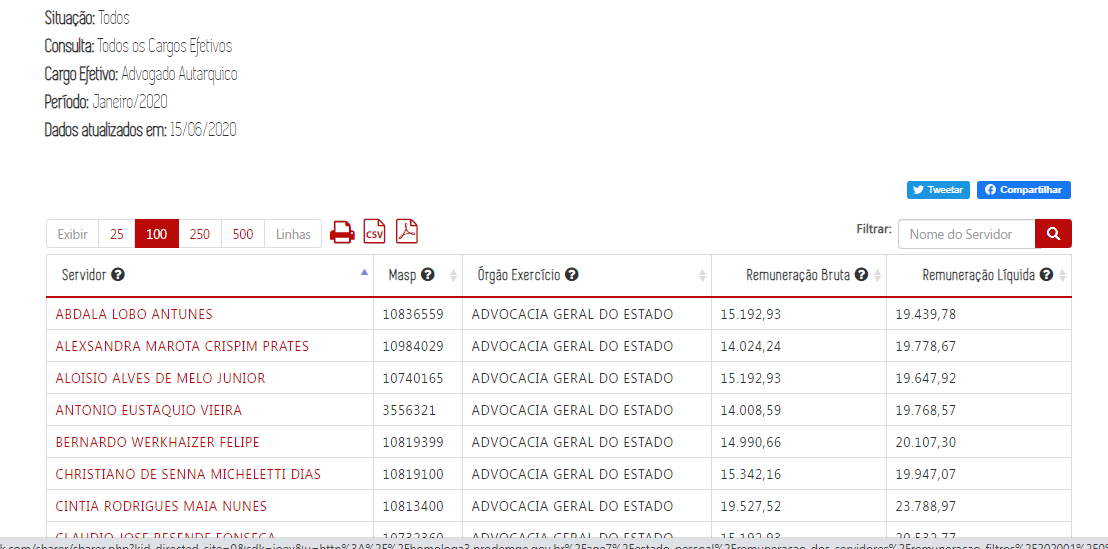 Situação: Todos
Consulta: Todos os Cargos Efetivos
Cargo Efetivo: Advogado Autarquico
Período: Janeiro/2020
Dados atualizados em: 15/06/2020
Tweetar Compartilhar
Exibir 25 100 250 500 Linhas CSV Filtrar: Nome do Servidor
Servidor Masp Órgão Exercício Remuneração Bruta Remuneração Líquida
ABDALA LOBO ANTUNES 10836559 ADVOCACIA GERAL DO ESTADO 15.192,93 19.439,78
ALEXSANDRA MAROTA CRISPIM PRATES 10984029 ADVOCACIA GERAL DO ESTADO 14.024,24 19.778,67
ALOISIO ALVES DE MELO JUNIOR 10740165 ADVOCACIA GERAL DO ESTADO 15.192,93 19.647,92
ANTONIO EUSTAQUIO VIEIRA 3556321 ADVOCACIA GERAL DO ESTADO 14.008,59 19.768,57
BERNARDO WERKHAIZER FELIPE 10819399 ADVOCACIA GERAL DO ESTADO 14.990,66 20.107,30
CHRISTIANO DE SENNA MICHELETTI DIAS 10819100 ADVOCACIA GERAL DO ESTADO 15.342,16 19.947,07
CINTIA RODRIGUES MAIA NUNES 10813400 ADVOCACIA GERAL DO ESTADO 19.527,52 23.788,97
CLAUDIO JOSE RESENDE FONSECA 10732360 ADVOCACIA GERAL DO ESTADO 15.192,93 20.532,77